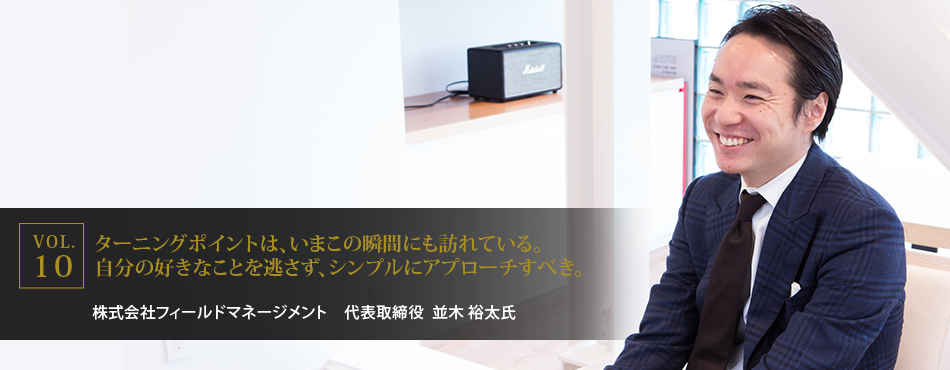 Marshall
VOL.
10
ターニングポイントは、いまこの瞬間にも訪れている。
自分の好きなことを逃さず、シンプルにアプローチすべき。
株式会社フィールドマネージメント　代表取締役 並木 裕太氏